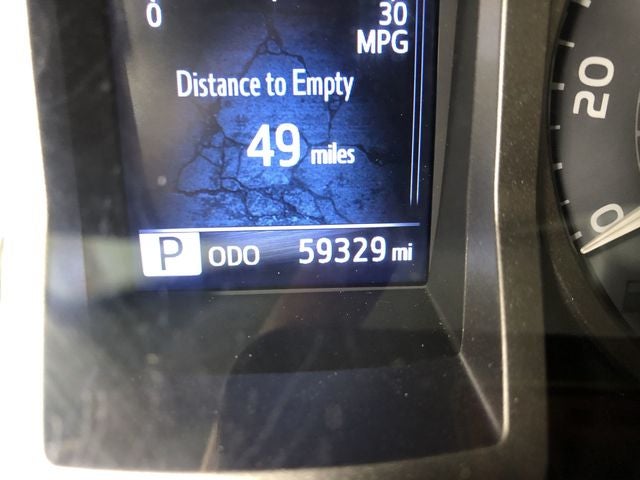 0 30
MPG
Distance to Empty
49 miles
P ODO 59329 mi
20
0